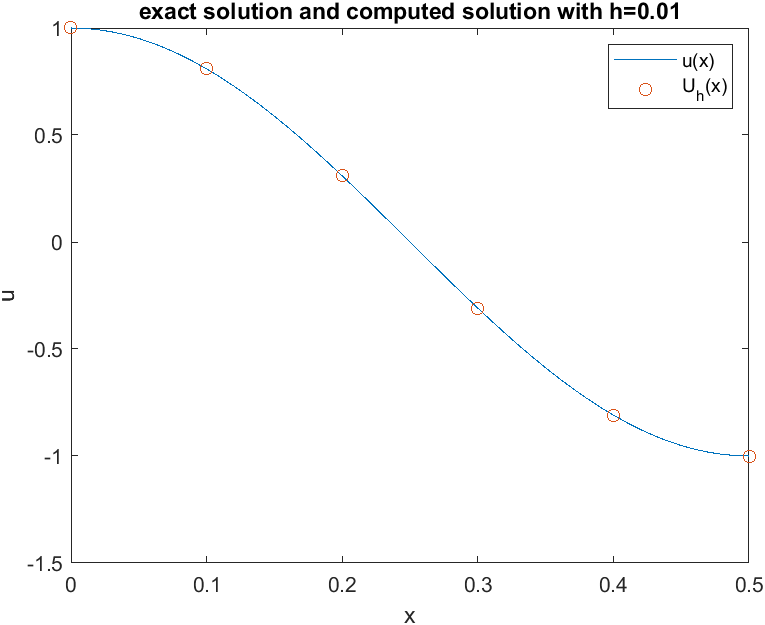 exact solution and computed solution with h=0.01
u(x)
U_h(x)
1
0.5
0
-0.5
-1
-1.5
u
0 0.1 0.2 0.3 0.4 0.5
x